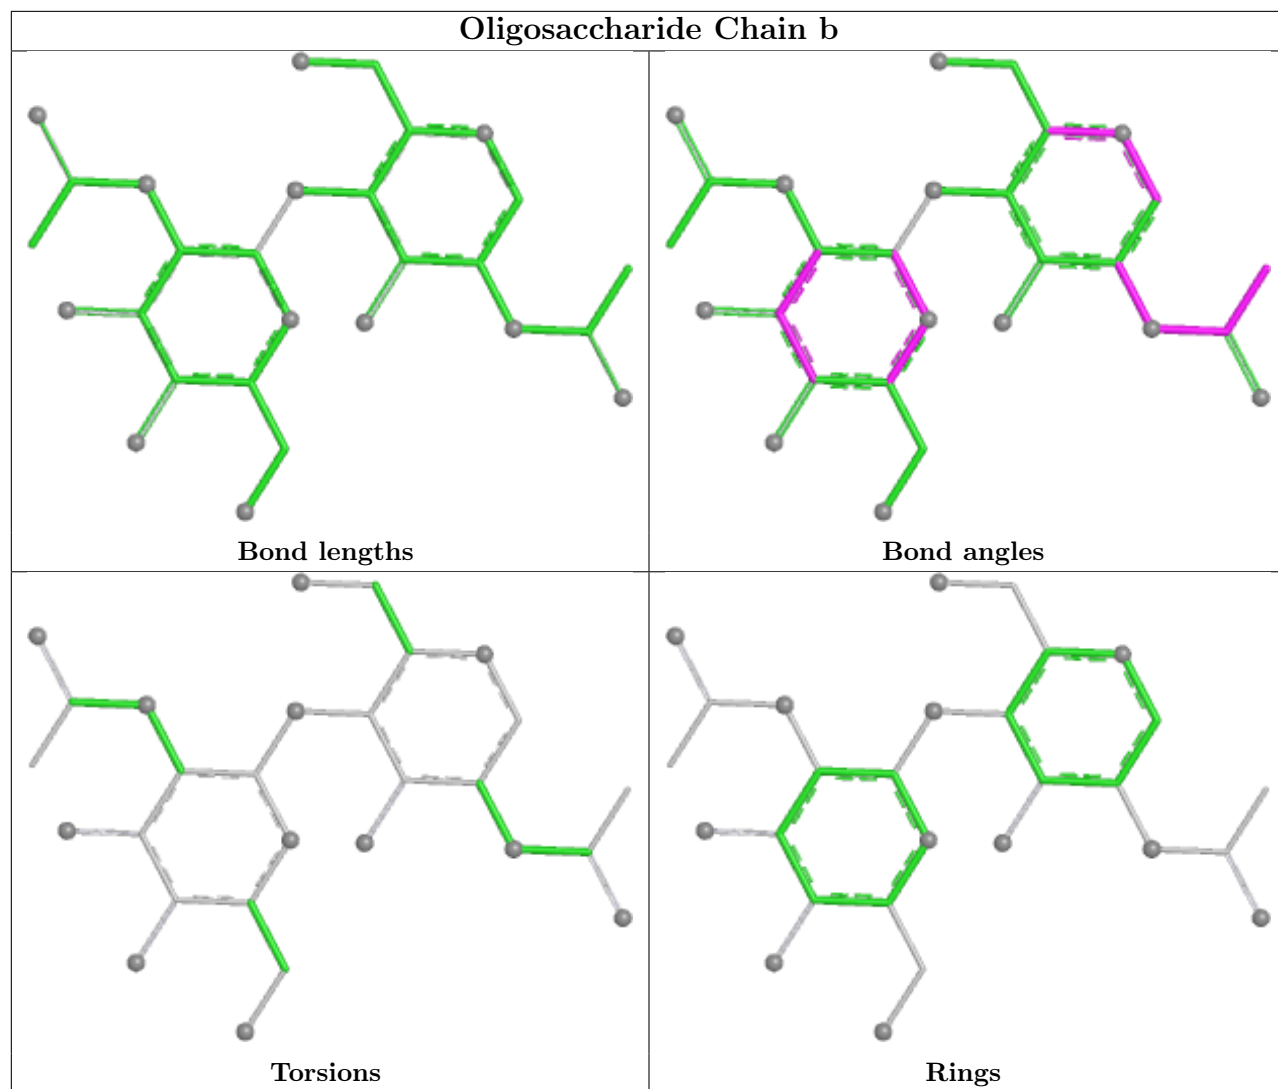 Oligosaccharide Chain b
Bond lengths
Bond angles
Torsions
Rings